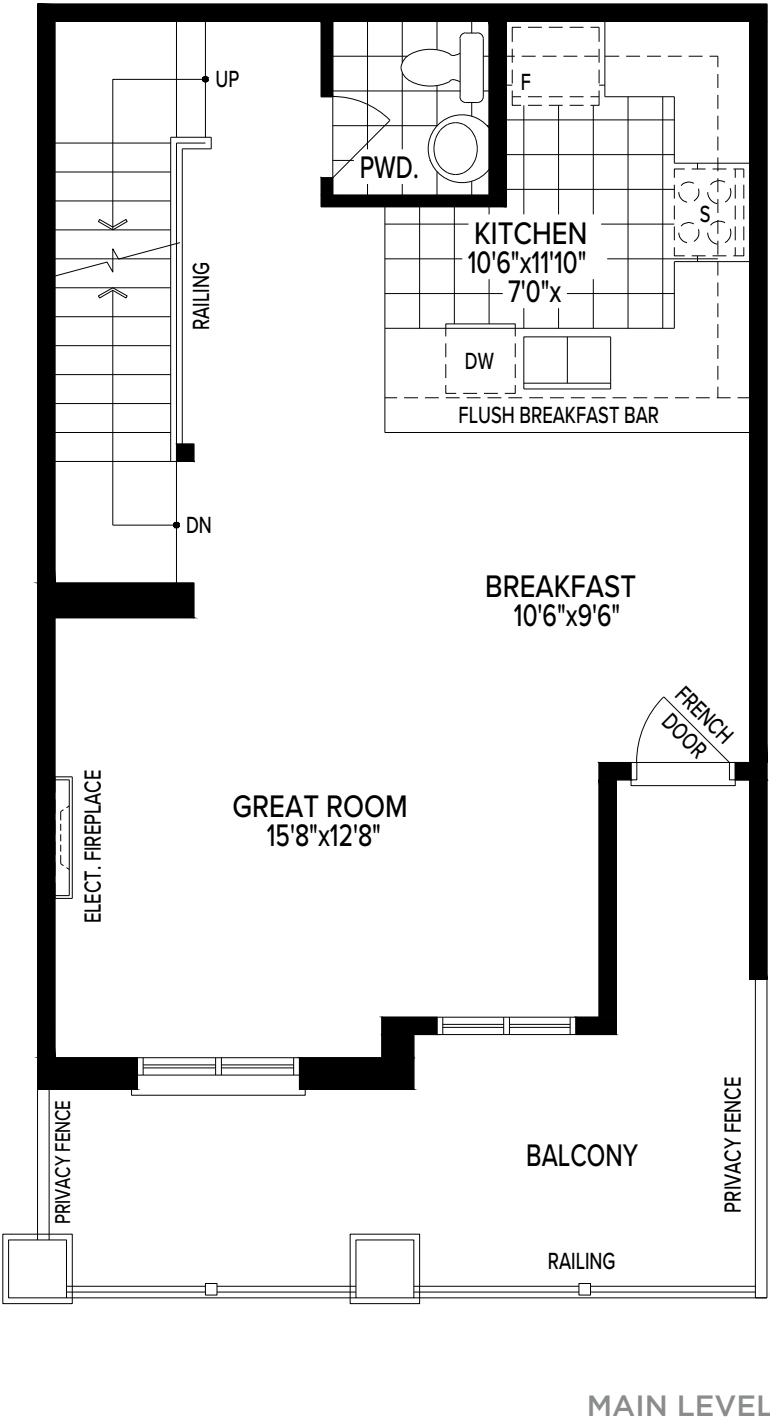 UP
F
PWD.
S
KITCHEN
10'6"x11'10"
7'0"x
RAILING
DW
FLUSH BREAKFAST BAR
DN
BREAKFAST
10'6"x9'6"
FRENCH
DOOR
GREAT ROOM
15'8"x12'8"
ELECT. FIREPLACE
PRIVACY FENCE
BALCONY
PRIVACY FENCE
RAILING
MAIN LEVEL